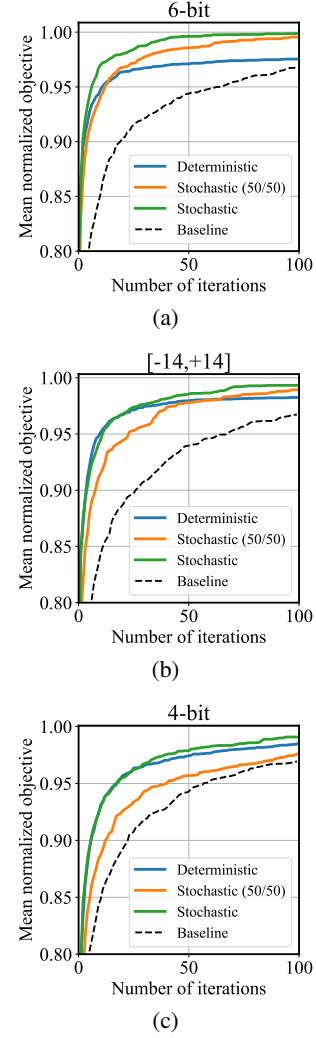 6-bit
Mean normalized objective
1.00
0.95
0.90
0.85
0.80
Deterministic
Stochastic (50/50)
Stochastic
Baseline
0
50
100
Number of iterations
(a)
[-14,+14]
Mean normalized objective
1.00
0.95
0.90
0.85
0.80
Deterministic
Stochastic (50/50)
Stochastic
Baseline
0
50
100
Number of iterations
(b)
4-bit
Mean normalized objective
1.00
0.95
0.90
0.85
0.80
Deterministic
Stochastic (50/50)
Stochastic
Baseline
0
50
100
Number of iterations
(c)